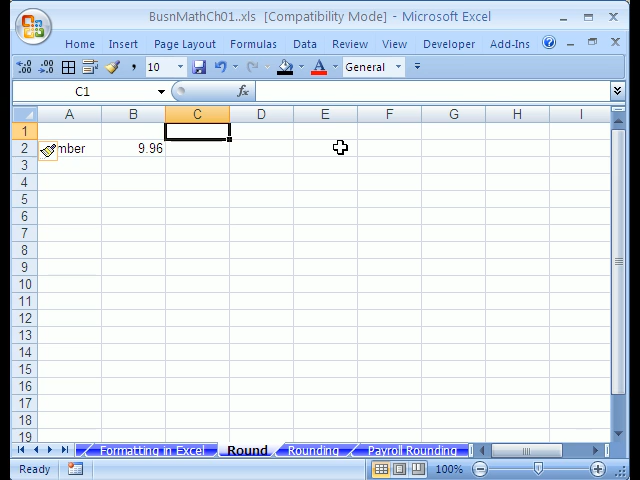 BusnMathCh01..xls [Compatibility Mode] - Microsoft Excel
Home Insert Formulas Data Review View Developer Add-Ins
10 General
C1 fx
A B C D E F G H I
1
2 mber 9.96
3
4
5
6
7
8
9
10
11
12
13
14
15
16
17
18
19
Formatting in Excel Round Rounding Payroll Rounding
Ready 100%